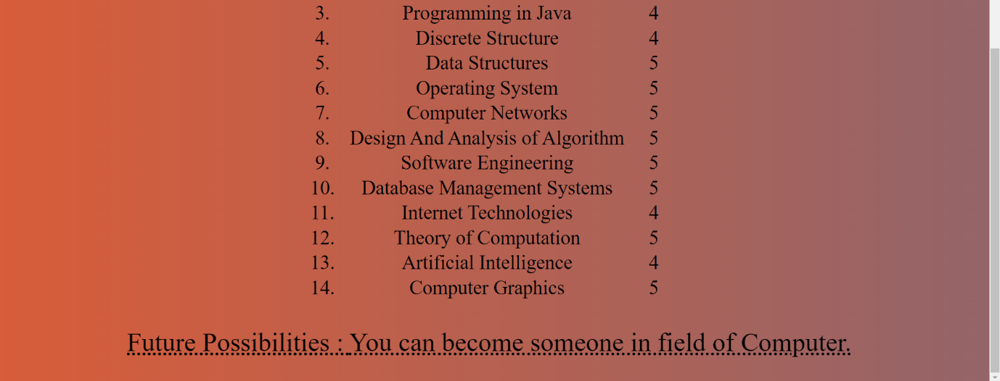 3. Programming in Java 4
4. Discrete Structure 4
5. Data Structures 5
6. Operating System 5
7. Computer Networks 5
8. Design And Analysis of Algorithm 5
9. Software Engineering 5
10. Database Management Systems 5
11. Internet Technologies 4
12. Theory of Computation 5
13. Artificial Intelligence 4
14. Computer Graphics 5
Future Possibilities : You can become someone in field of Computer.